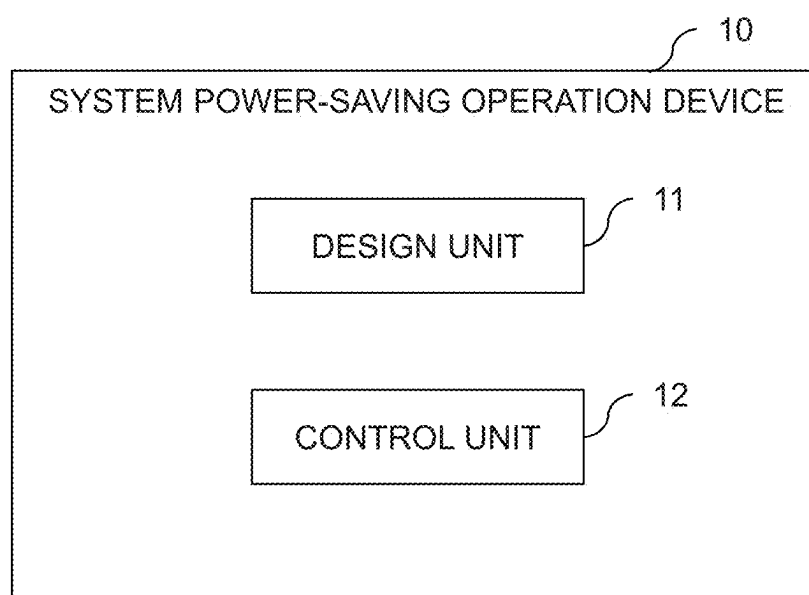 10
SYSTEM POWER-SAVING OPERATION DEVICE
11
DESIGN UNIT
12
CONTROL UNIT